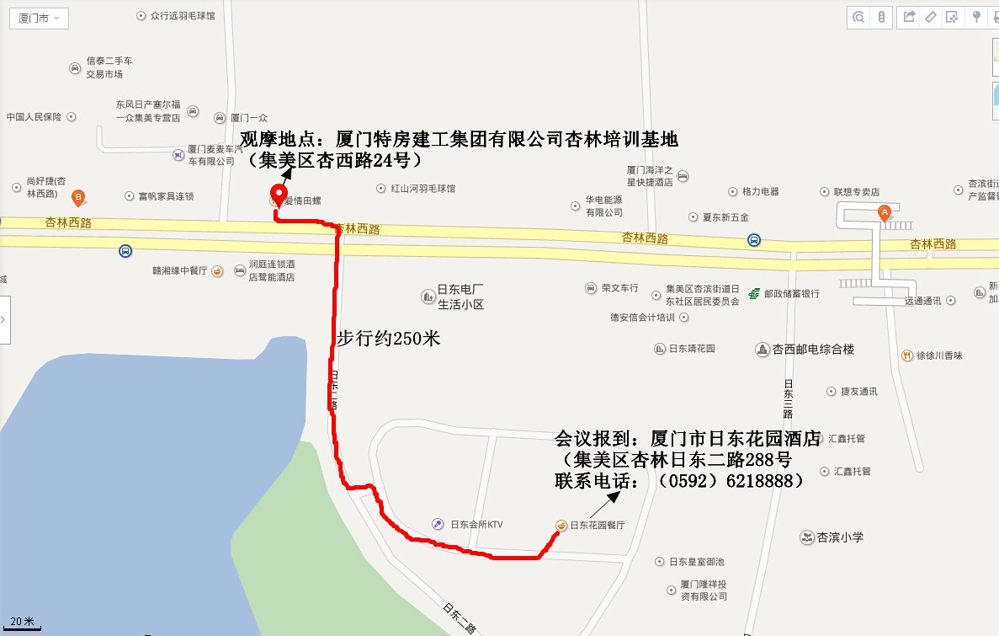 厦门市
众行远羽毛球馆
信泰二手车
交易市场
东风日产塞尔福
一众集美专营店
中国人民保险
厦门一众
观摩地点：厦门特房建工集团有限公司杏林培训基地
（集美区杏西路24号）
厦门麦麦车汽
车有限公司
尚好捷(杏
林西路)
B
富帆家具连锁
爱情田螺
红山河羽毛球馆
厦门海洋之
星快捷酒店
华电能源
有限公司
格力电器
夏东新五金
联想专卖店
A
杏滨街道
产监督管
杏林西路
杏林西路
杏林西路
杏林西路
赣湘缘中餐厅
润庭连锁酒
店鹭能酒店
城
日东电厂
生活小区
荣文车行
集美区杏滨街道日
东社区居民委员会
邮政储蓄银行
远通通讯
新
加
德安信会计培训
步行约250米
日东靖花园
杏西邮电综合楼
徐徐川香味
日东二路
日东三路
捷友通讯
会议报到：厦门市日东花园酒店
（集美区杏林日东二路288号
联系电话：（0592）6218888）
汇鑫托管
汇鑫托管
日东会所KTV
日东花园餐厅
杏滨小学
日东皇室御池
厦门隆祥投
资有限公司
日东二路
20米